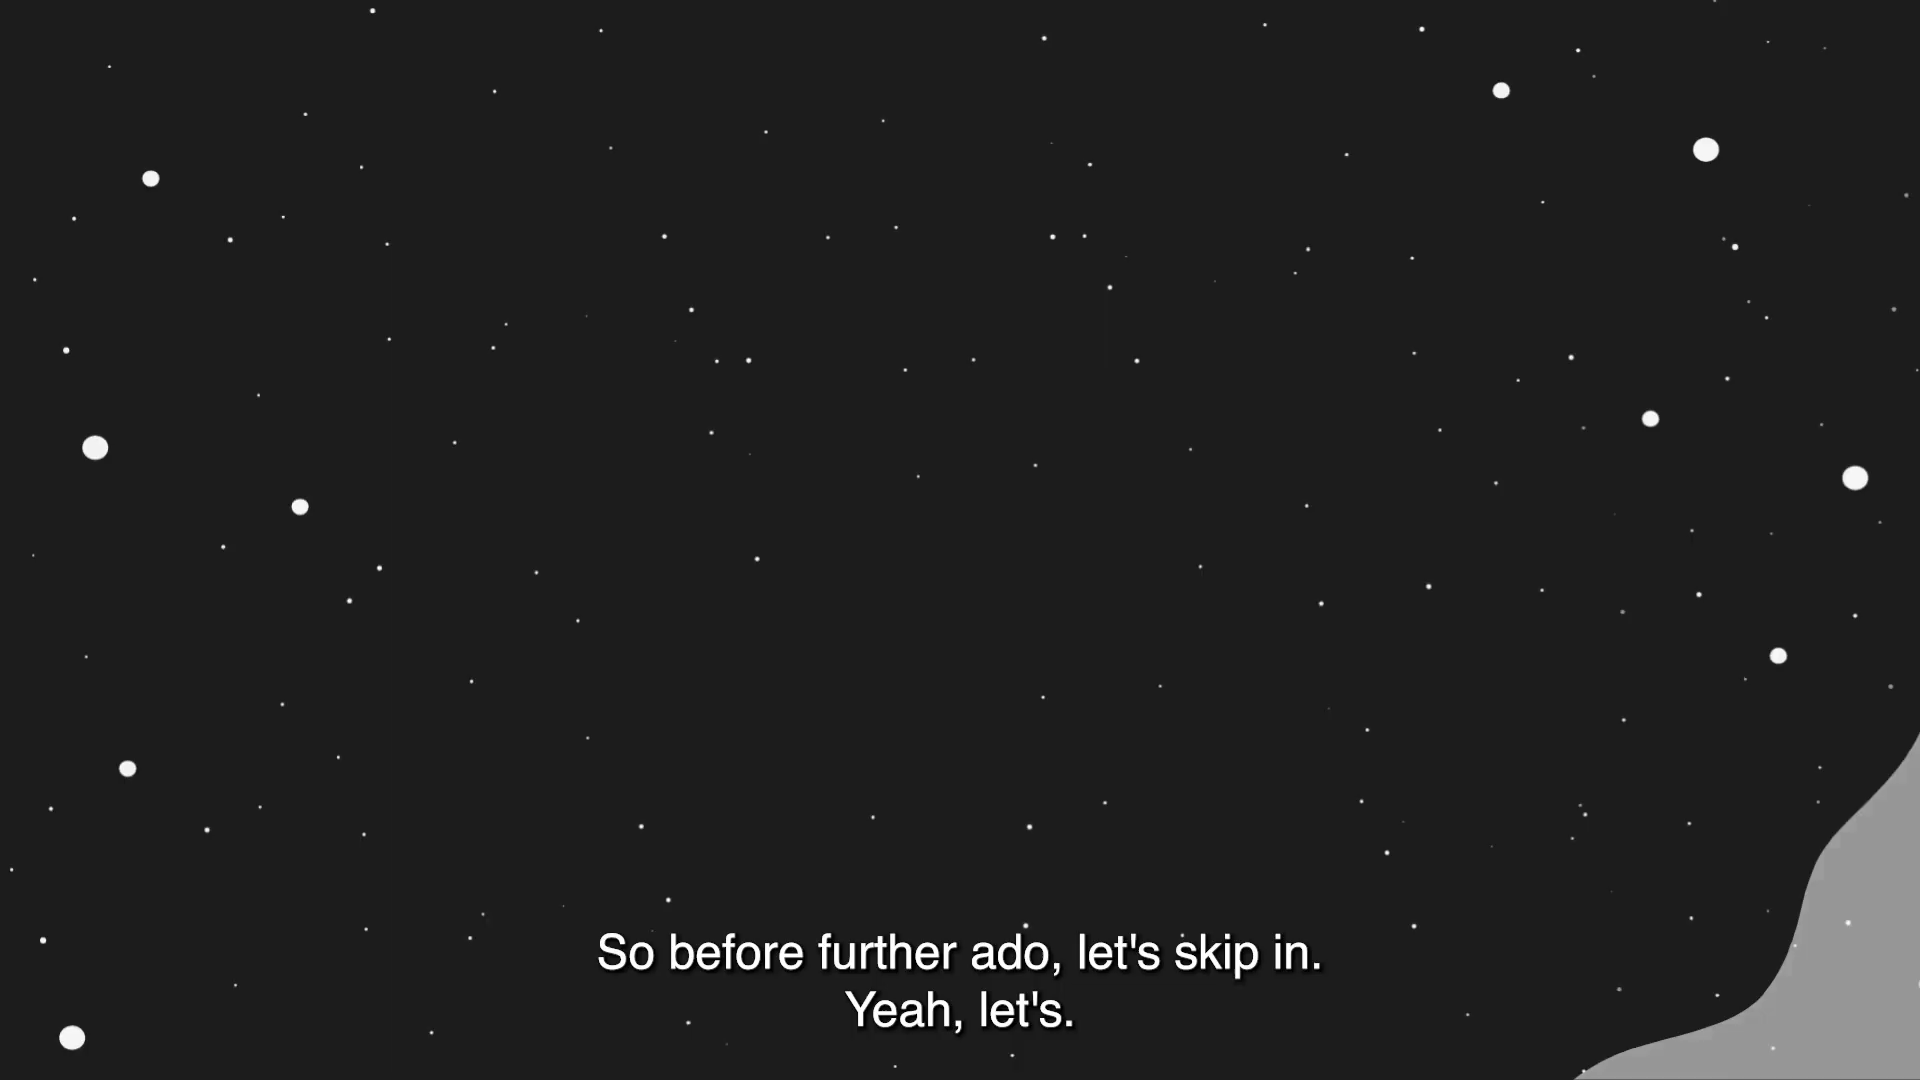 So before further ado, let's skip in.
Yeah, let's.